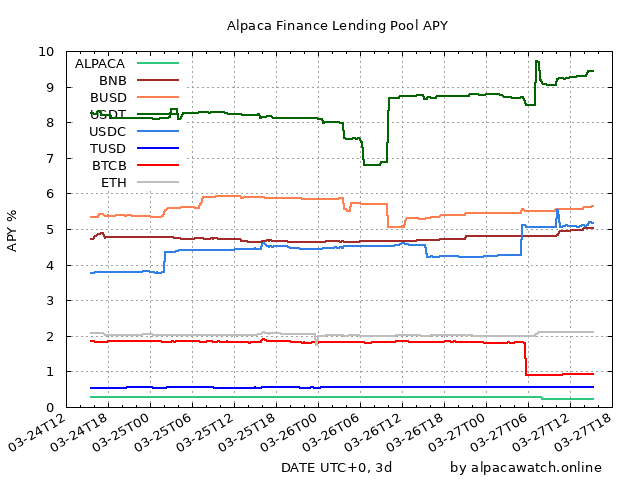 Alpaca Finance Lending Pool APY
APY %
10
9
8
7
6
5
4
3
2
1
0
ALPACA
BNB
BUSD
USDT
USDC
TUSD
BTCB
ETH
03-24T12
03-24T18
03-25T00
03-25T06
03-25T12
03-25T18
03-26T00
03-26T06
03-26T12
03-26T18
03-27T00
03-27T06
03-27T12
03-27T18
DATE UTC+0, 3d
by alpacawatch.online